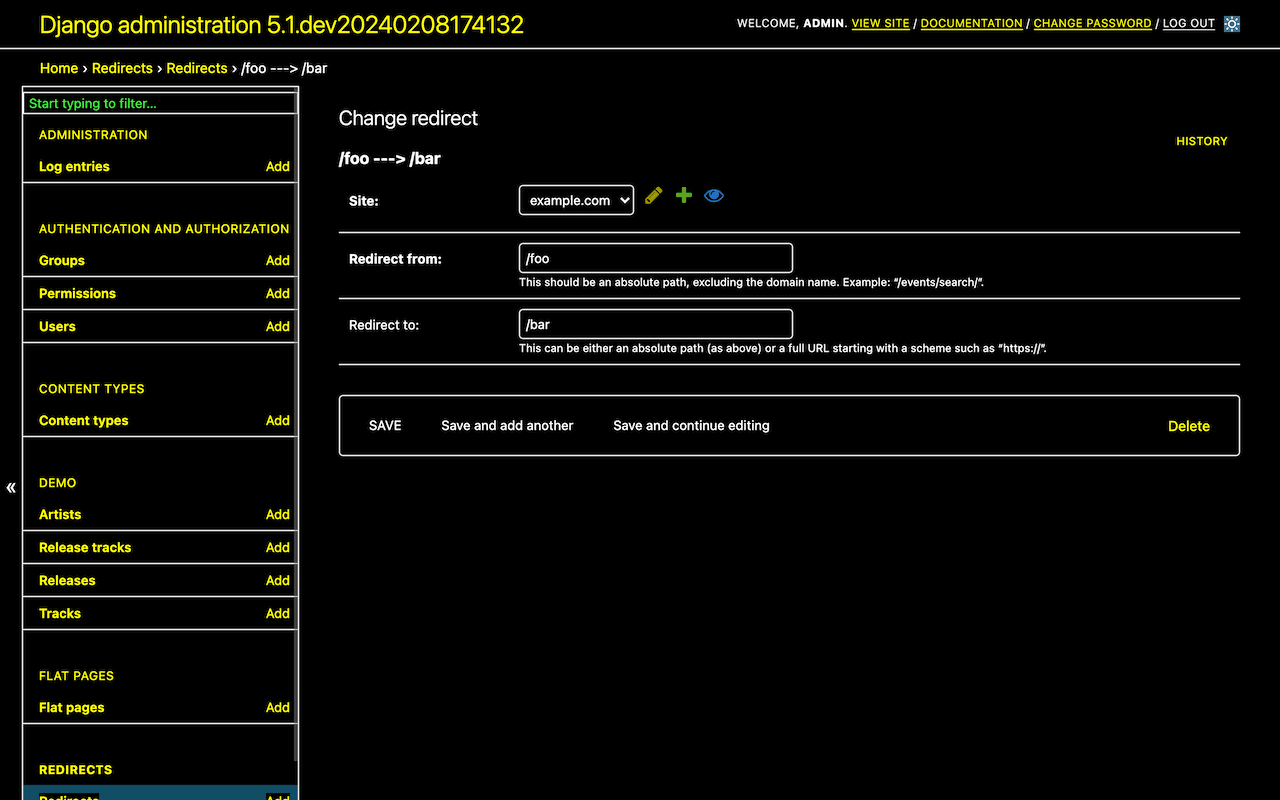 Django administration 5.1.dev20240208174132
WELCOME, ADMIN. VIEW SITE / DOCUMENTATION / CHANGE PASSWORD / LOG OUT
Home › Redirects › Redirects › /foo ---> /bar
Start typing to filter...
ADMINISTRATION
Log entries Add
AUTHENTICATION AND AUTHORIZATION
Groups Add
Permissions Add
Users Add
CONTENT TYPES
Content types Add
DEMO
Artists Add
Release tracks Add
Releases Add
Tracks Add
FLAT PAGES
Flat pages Add
REDIRECTS
Redirects Add
«
Change redirect
HISTORY
/foo ---> /bar
Site: example.com
Redirect from: /foo
This should be an absolute path, excluding the domain name. Example: “/events/search/”.
Redirect to: /bar
This can be either an absolute path (as above) or a full URL starting with a scheme such as “https://”.
SAVE Save and add another Save and continue editing Delete